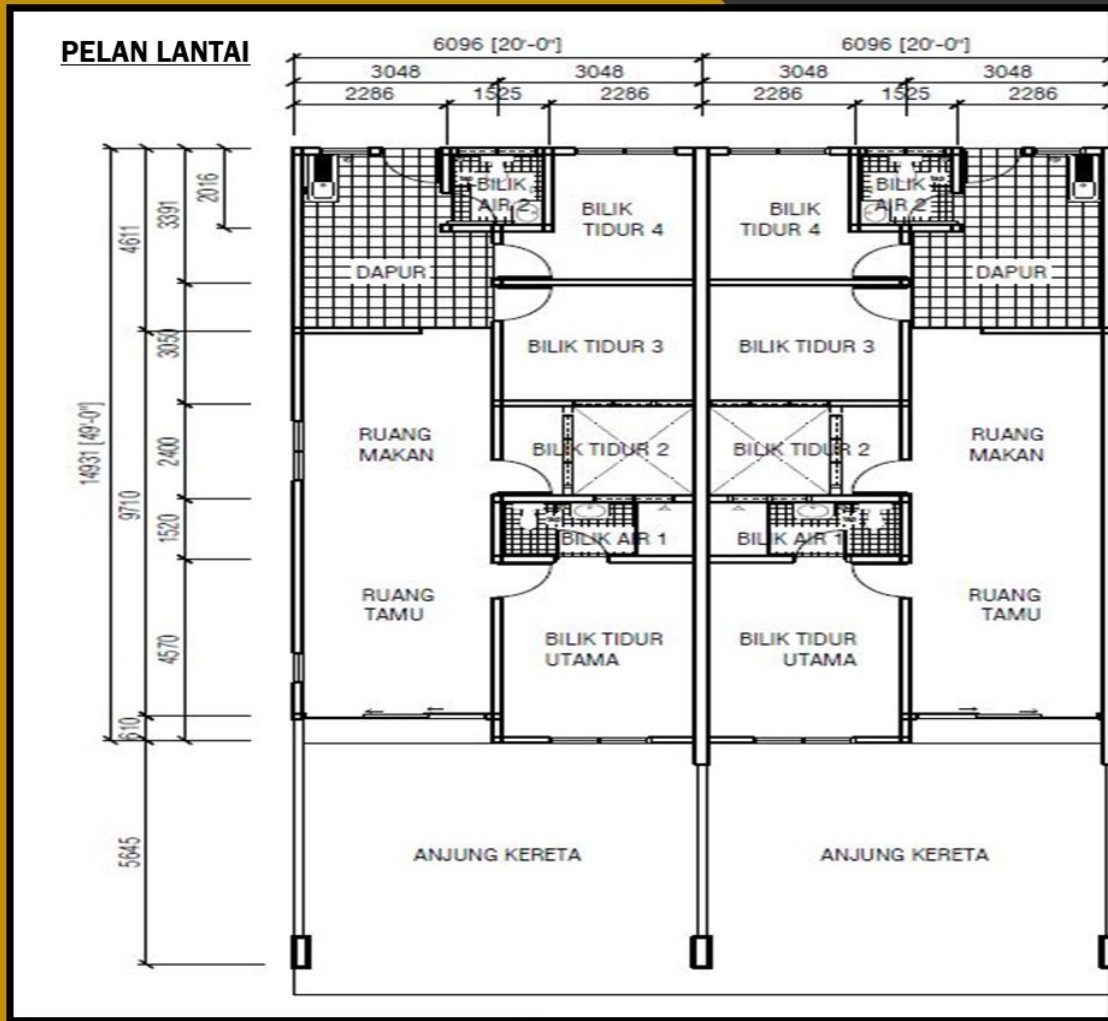 PELAN LANTAI
6096 [20'-0"]
6096 [20'-0"]
3048
3048
3048
3048
2286
1525
2286
2286
1525
2286
14931 [49'-0"]
4611
9710
610
5645
3391
3050
2400
1520
4570
2016
DAPUR
BILIK
AIR 2
BILIK
TIDUR 4
BILIK
TIDUR 4
BILIK
AIR 2
DAPUR
BILIK TIDUR 3
BILIK TIDUR 3
RUANG
MAKAN
BILIK TIDUR 2
BILIK TIDUR 2
RUANG
MAKAN
BILIK AIR 1
BILIK AIR 1
RUANG
TAMU
BILIK TIDUR
UTAMA
BILIK TIDUR
UTAMA
RUANG
TAMU
ANJUNG KERETA
ANJUNG KERETA